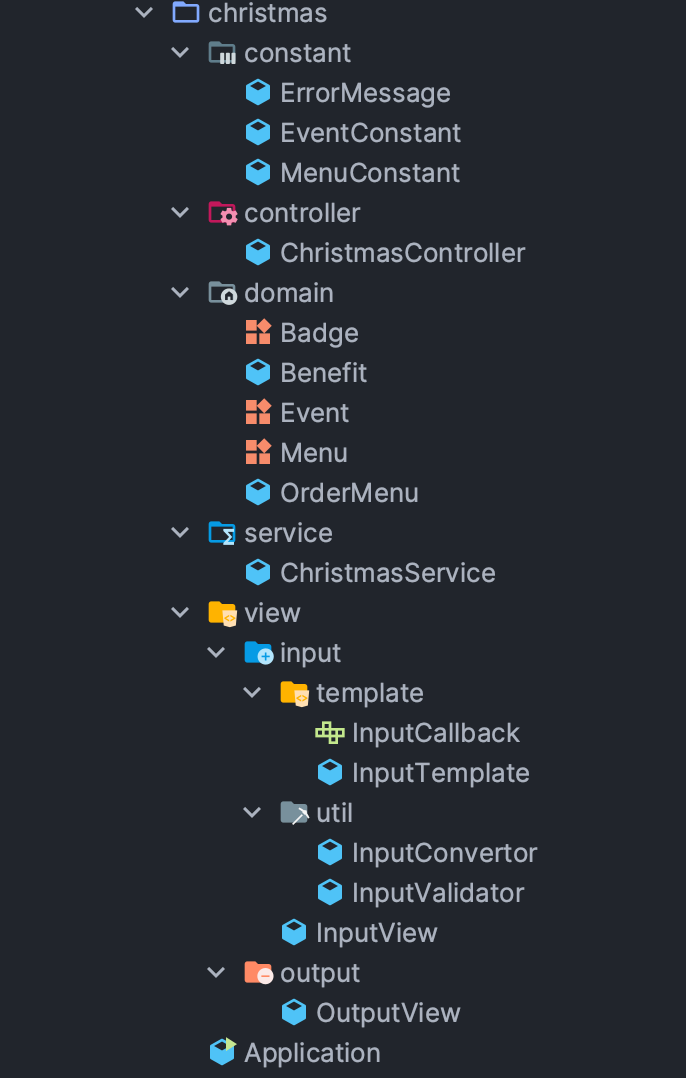 christmas
constant
ErrorMessage
EventConstant
MenuConstant
controller
ChristmasController
domain
Badge
Benefit
Event
Menu
OrderMenu
service
ChristmasService
view
input
template
InputCallback
InputTemplate
util
InputConvertor
InputValidator
InputView
output
OutputView
Application